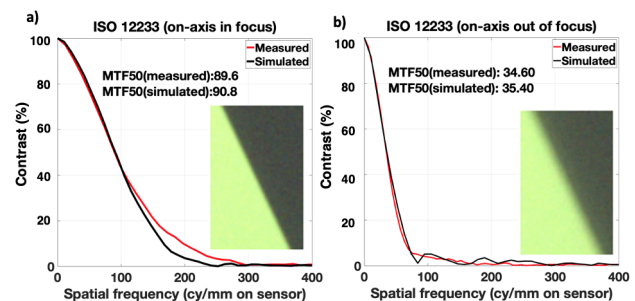 a)
ISO 12233 (on-axis in focus)
Measured
Simulated
MTF50(measured):89.6
MTF50(simulated):90.8
Contrast (%)
100
80
60
40
20
0
0 100 200 300 400
Spatial frequency (cy/mm on sensor)
b)
ISO 12233 (on-axis out of focus)
Measured
Simulated
MTF50(measured): 34.60
MTF50(simulated): 35.40
Contrast (%)
100
80
60
40
20
0
0 100 200 300 400
Spatial frequency (cy/mm on sensor)